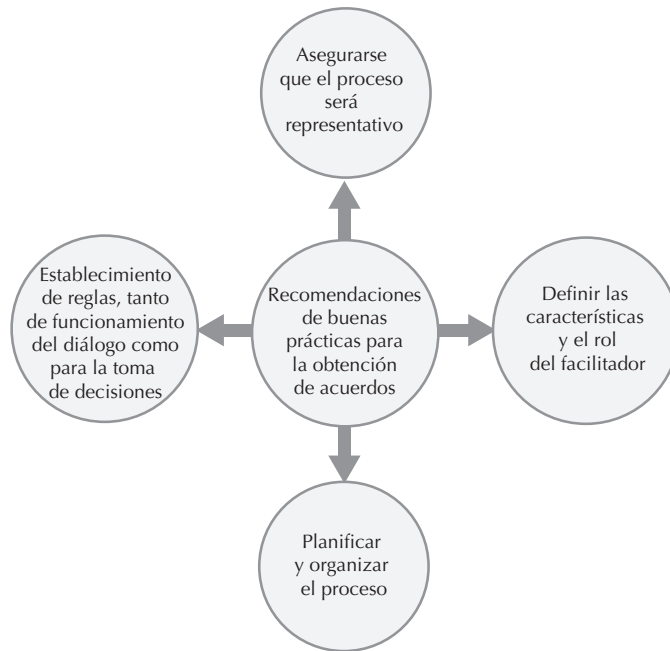 Asegurarse
que el proceso
será
representativo
Establecimiento
de reglas, tanto
de funcionamiento
del diálogo como
para la toma
de decisiones
Recomendaciones
de buenas
prácticas para
la obtención
de acuerdos
Definir las
características
y el rol
del facilitador
Planificar
y organizar
el proceso